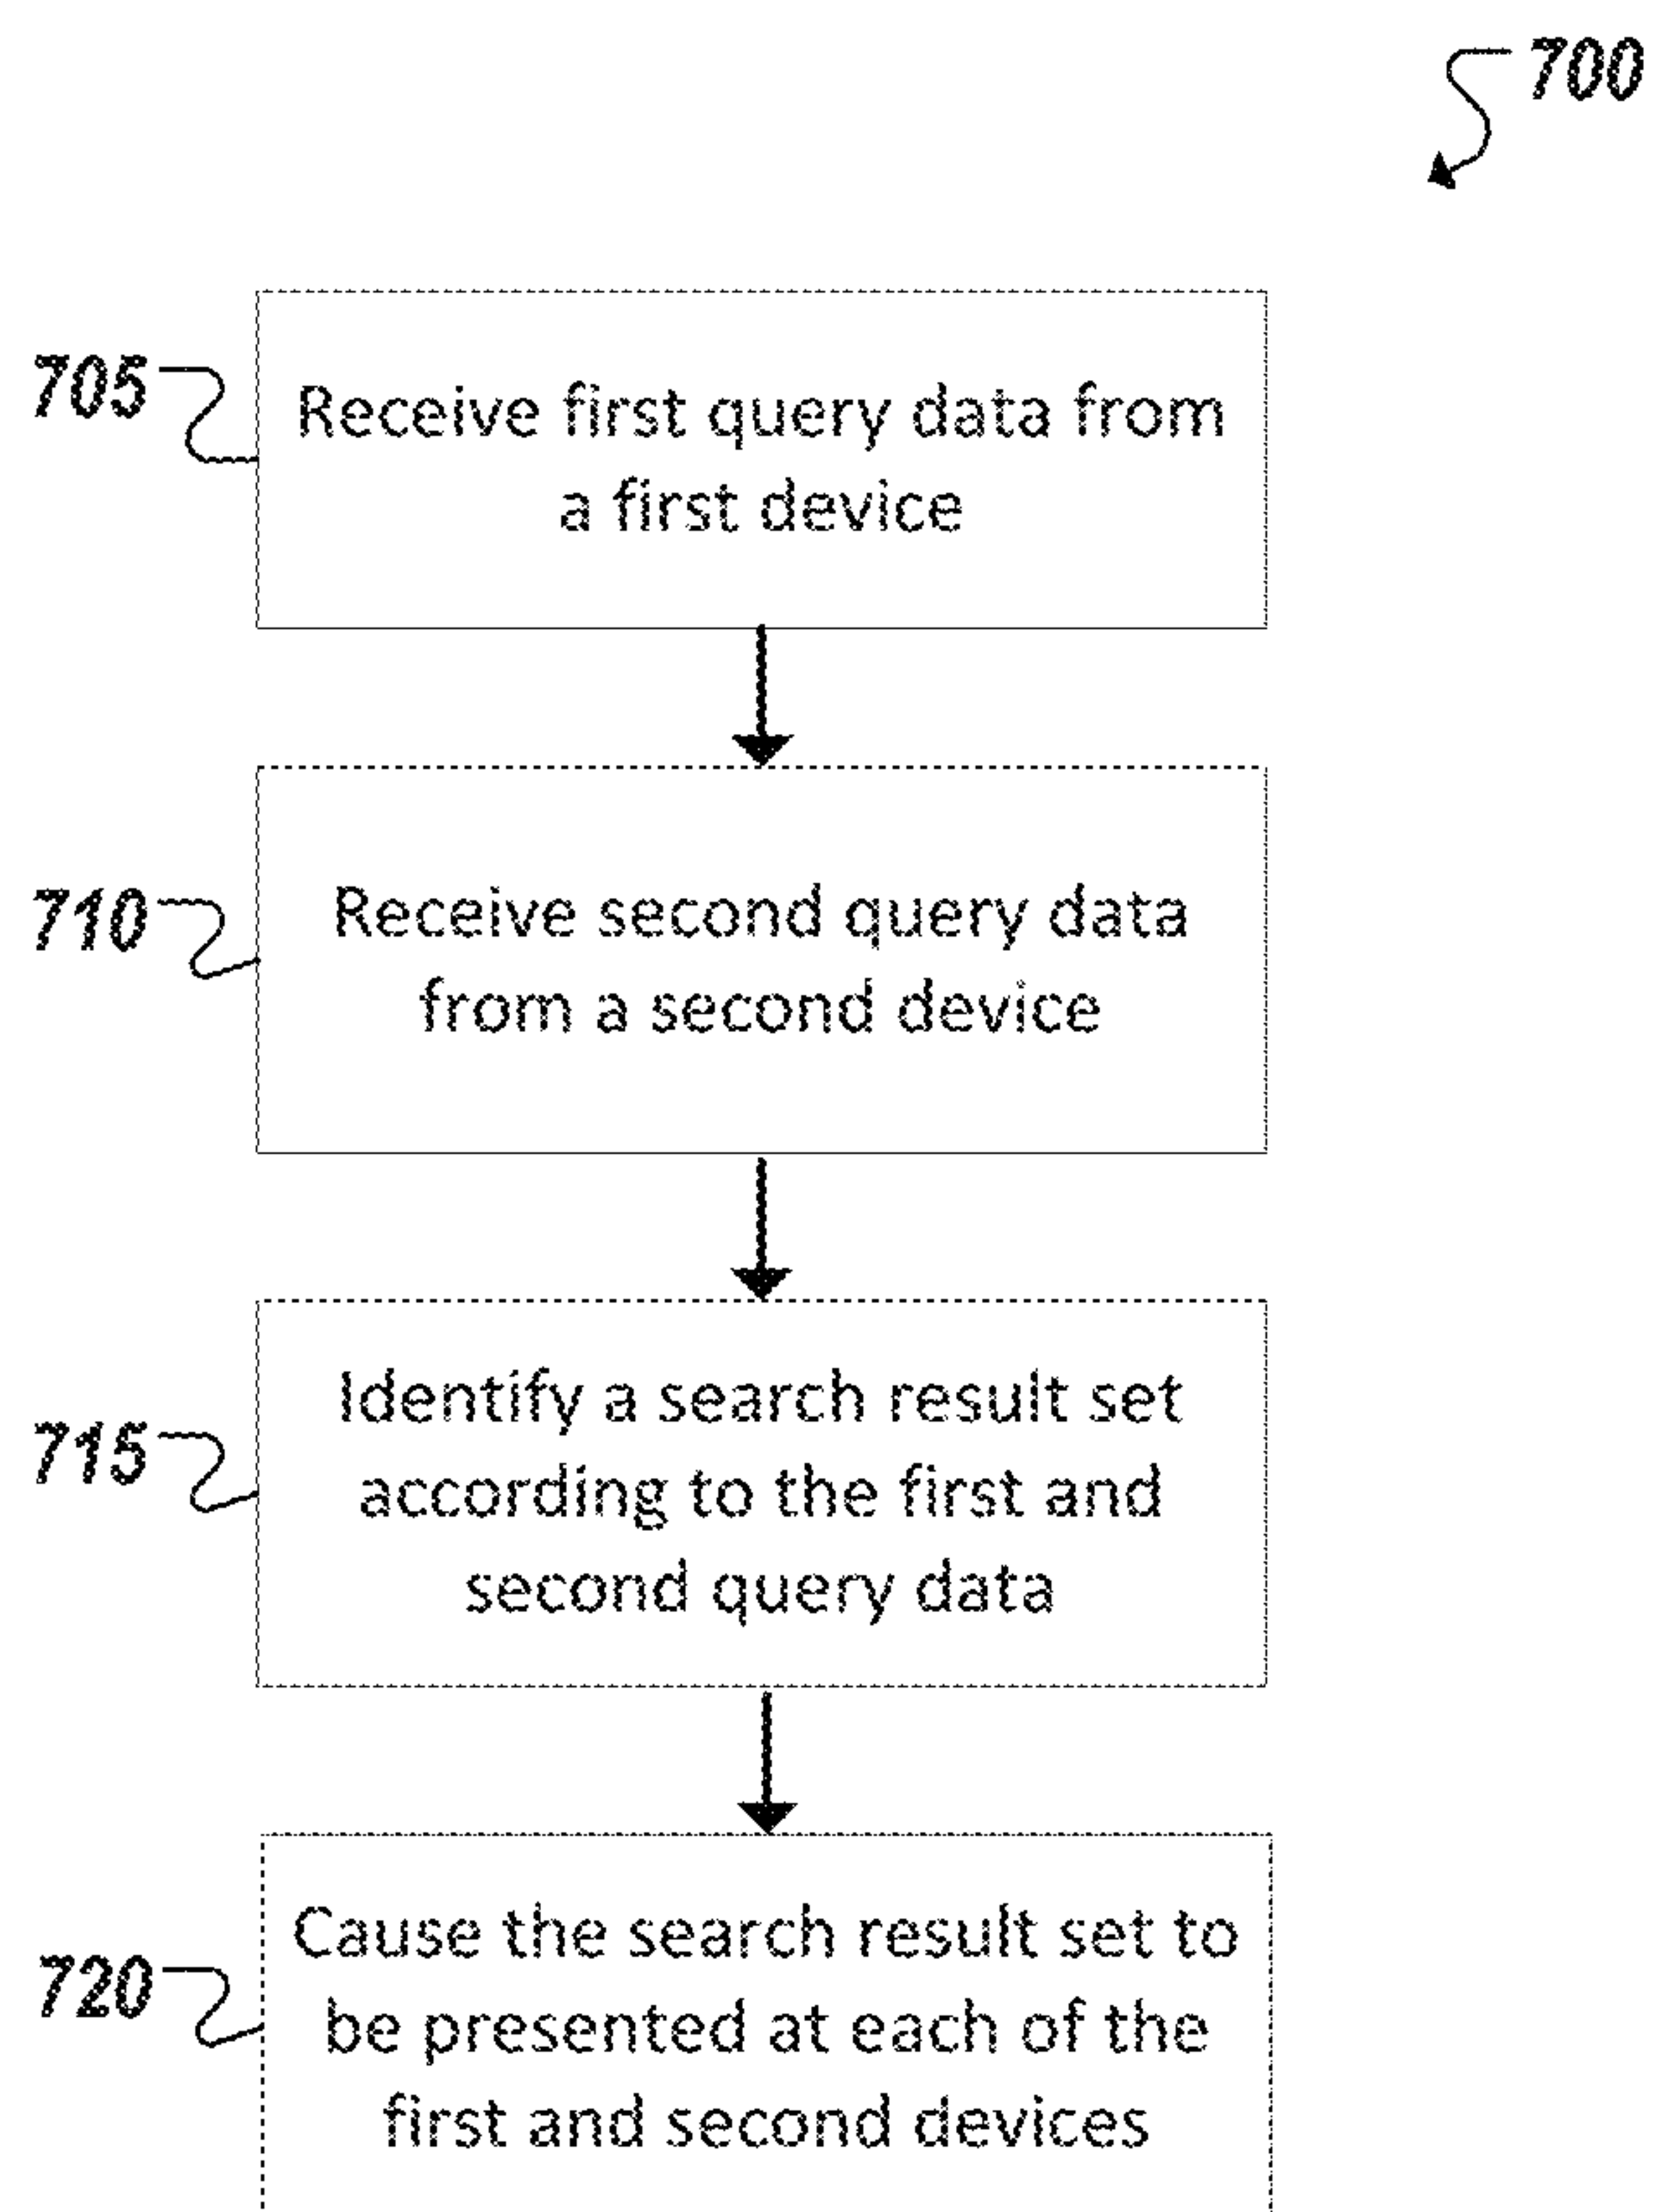 700
705
Receive first query data from
a first device
710
Receive second query data
from a second device
715
Identify a search result set
according to the first and
second query data
720
Cause the search result set to
be presented at each of the
first and second devices